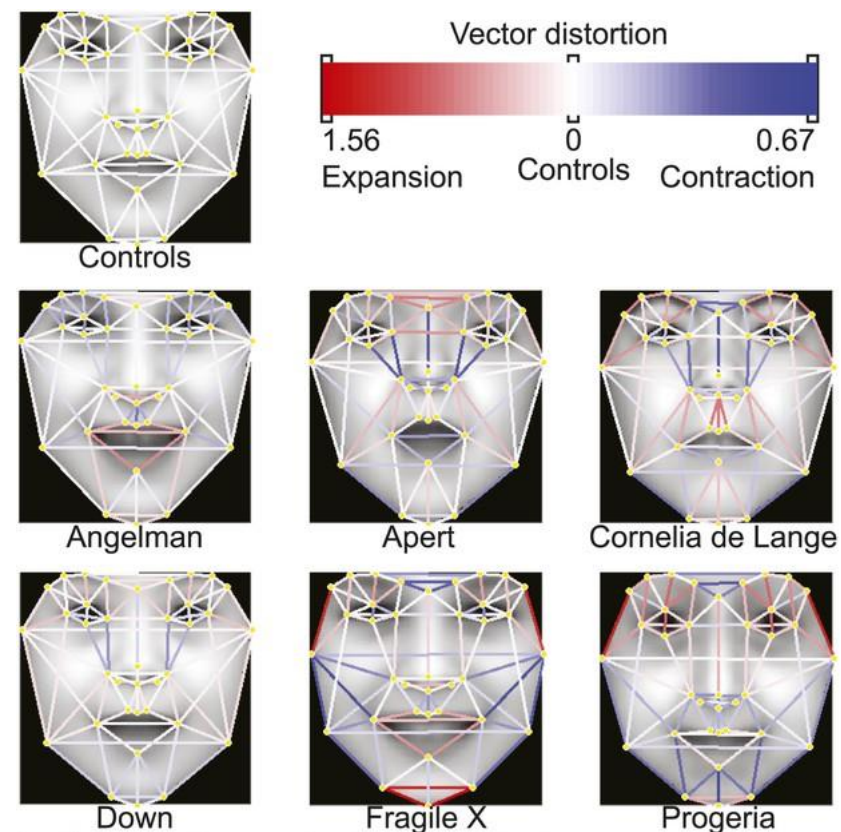 Vector distortion
1.56 0 0.67
Expansion Controls Contraction
Controls
Angelman Apert Cornelia de Lange
Down Fragile X Progeria